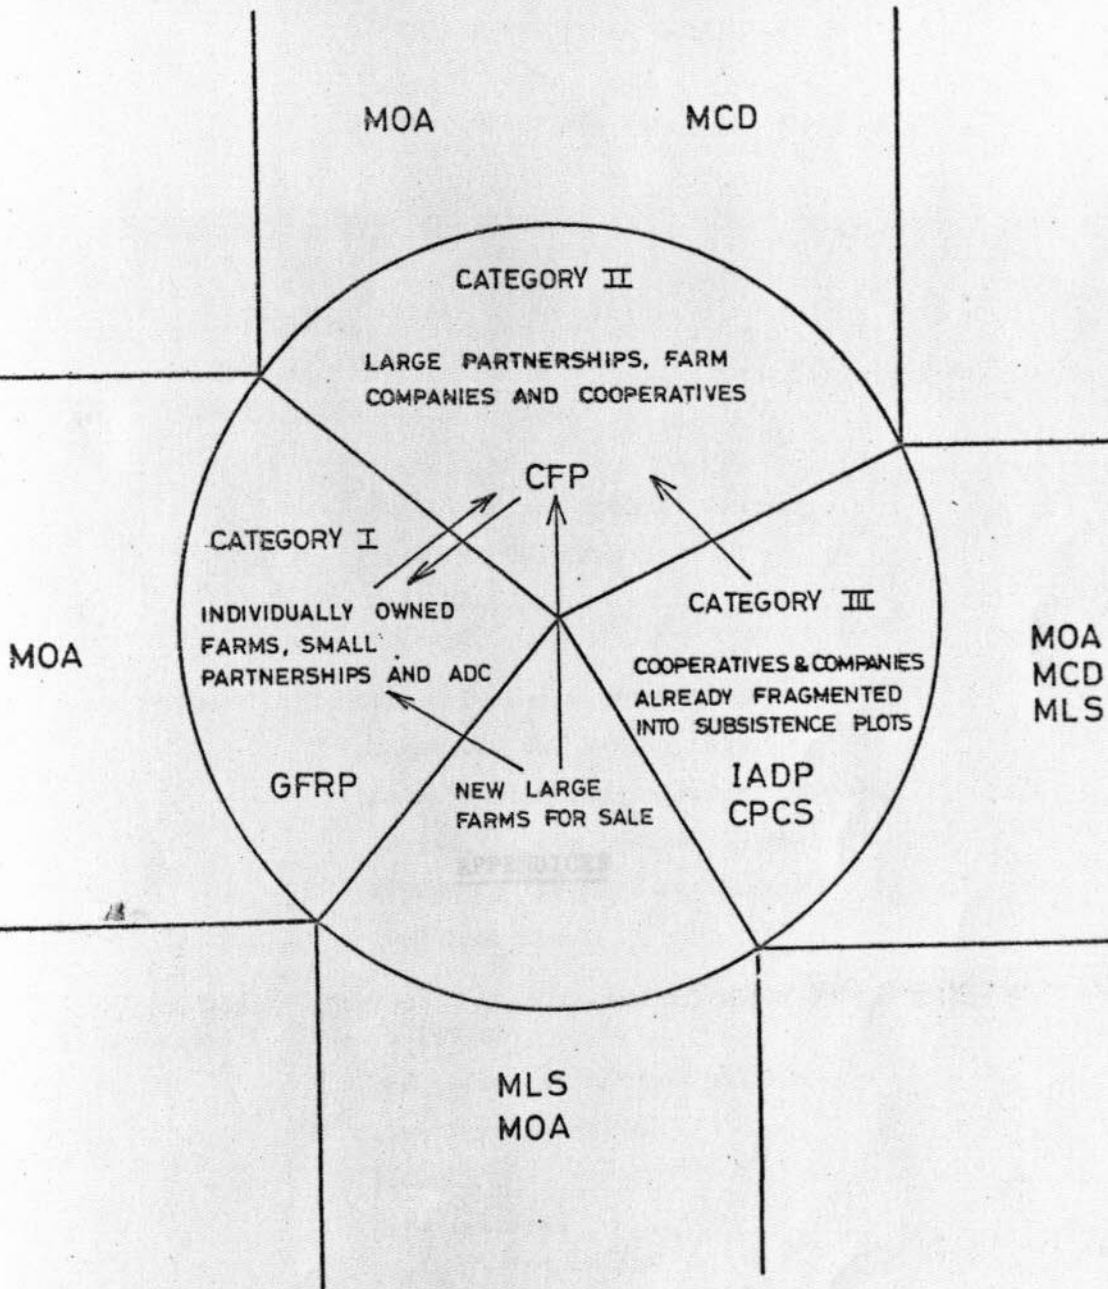 MOA MCD
CATEGORY II
LARGE PARTNERSHIPS, FARM
COMPANIES AND COOPERATIVES
CFP
CATEGORY I
INDIVIDUALLY OWNED
FARMS, SMALL
PARTNERSHIPS AND ADC
GFRP
MOA
CATEGORY III
COOPERATIVES & COMPANIES
ALREADY FRAGMENTED
INTO SUBSISTENCE PLOTS
IADP
CPCS
MOA
MCD
MLS
NEW LARGE
FARMS FOR SALE
MLS
MOA